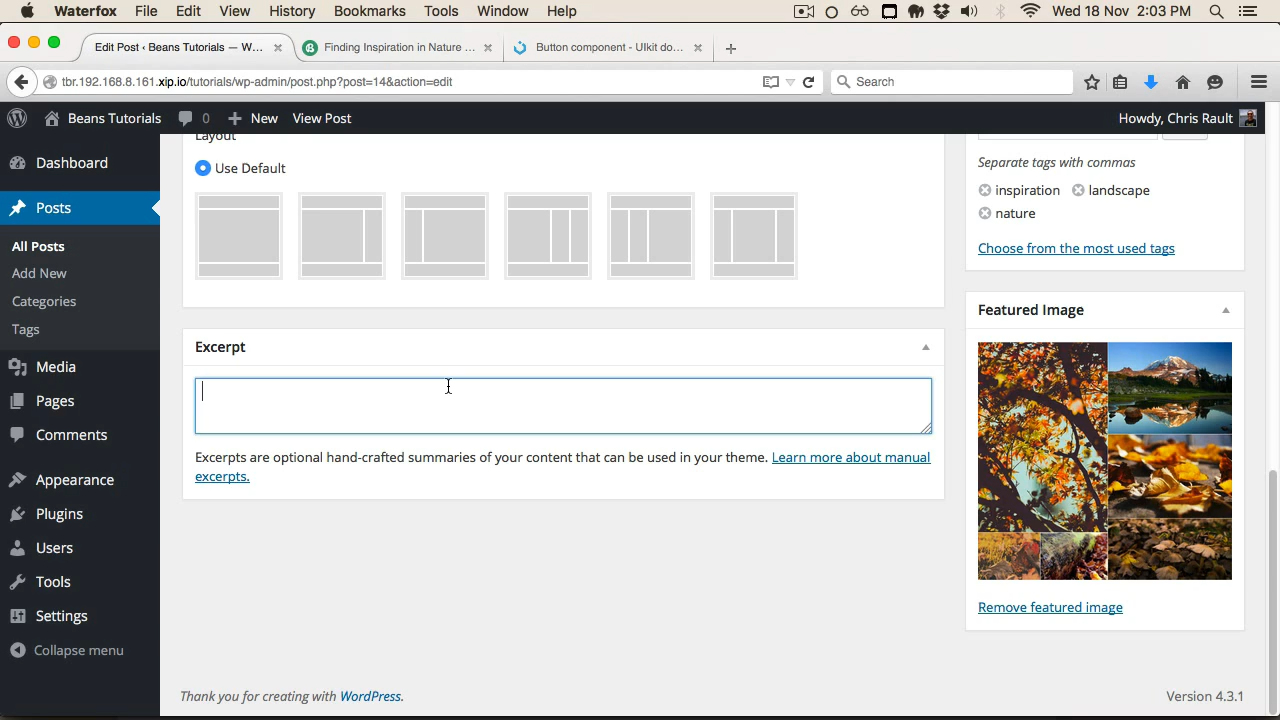 Waterfox File Edit View History Bookmarks Tools Window Help Wed 18 Nov 2:03 PM
Edit Post ‹ Beans Tutorials — W... Finding Inspiration in Nature ... Button component - UIkit do...
tbr.192.168.8.161.xip.io/tutorials/wp-admin/post.php?post=14&action=edit Search
Beans Tutorials 0 New View Post Howdy, Chris Rault
Dashboard
Posts
All Posts
Add New
Categories
Tags
Media
Pages
Comments
Appearance
Plugins
Users
Tools
Settings
Collapse menu
Layout
Use Default
Excerpt
Excerpts are optional hand-crafted summaries of your content that can be used in your theme. Learn more about manual
excerpts.
Separate tags with commas
inspiration landscape
nature
Choose from the most used tags
Featured Image
Remove featured image
Thank you for creating with WordPress. Version 4.3.1